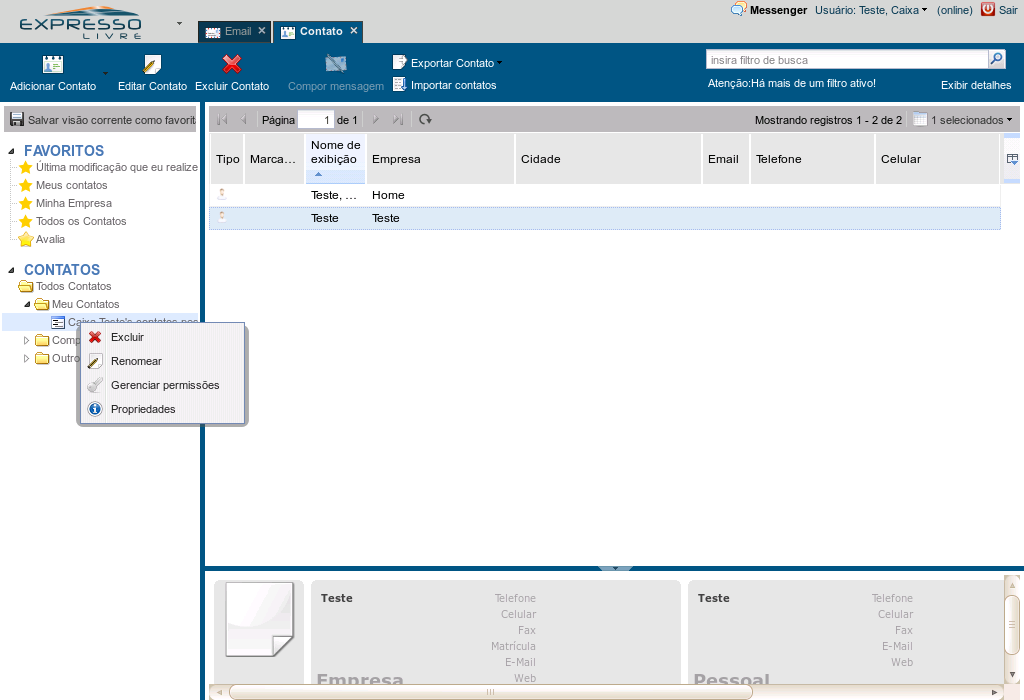 EXPRESSO
LIVRE
Email
Contato
Messenger
Usuário: Teste, Caixa
(online)
Sair
Adicionar Contato
Editar Contato
Excluir Contato
Compor mensagem
Exportar Contato
Importar contatos
insira filtro de busca
Atenção:Há mais de um filtro ativo!
Exibir detalhes
Salvar visão corrente como favorit
FAVORITOS
Última modificação que eu realize
Meus contatos
Minha Empresa
Todos os Contatos
Avalia
CONTATOS
Todos Contatos
Meu Contatos
Caixa Teste's contatos pes
Comp
Outro
Excluir
Renomear
Gerenciar permissões
Propriedades
Página 1 de 1
Mostrando registros 1 - 2 de 2
1 selecionados
Tipo Marca... Nome de exibição Empresa Cidade Email Telefone Celular
Teste, ... Home
Teste Teste
Teste
Telefone
Celular
Fax
Matrícula
E-Mail
Web
Empresa
Teste
Telefone
Celular
Fax
E-Mail
Web
Pessoal